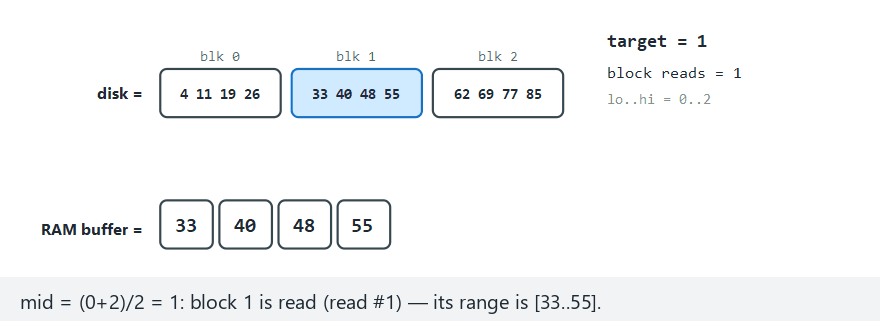 blk 0 blk 1 blk 2
disk = 4 11 19 26 33 40 48 55 62 69 77 85
target = 1
block reads = 1
lo..hi = 0..2
RAM buffer = 33 40 48 55
mid = (0+2)/2 = 1: block 1 is read (read #1) — its range is [33..55].